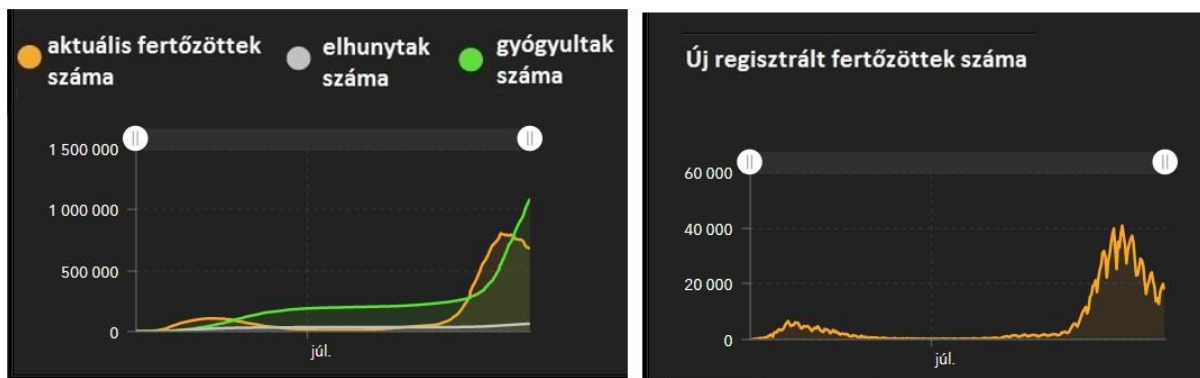 aktuális fertőzöttek
száma
elhunytak
száma
gyógyultak
száma
1 500 000
1 000 000
500 000
0
júl.
Új regisztrált fertőzöttek száma
60 000
40 000
20 000
0
júl.